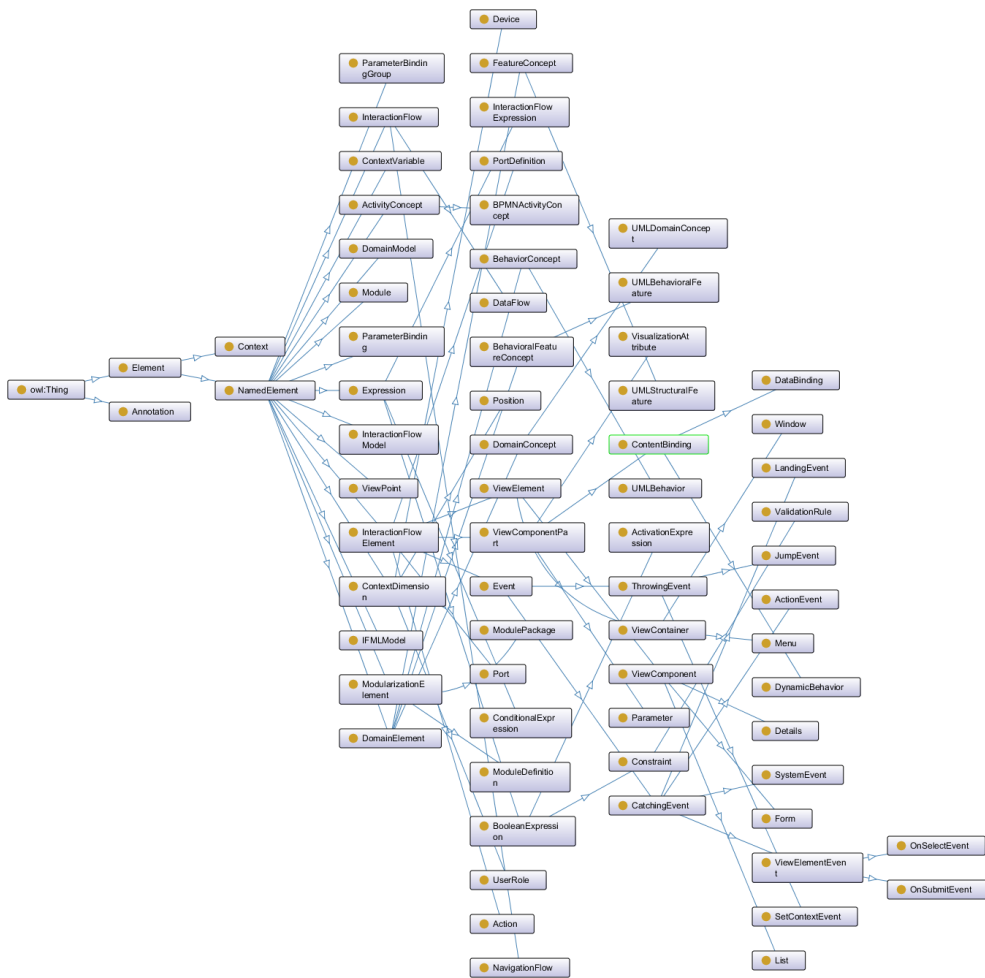 owl:Thing
Element
Annotation
Context
NamedElement
ParameterBindin
gGroup
InteractionFlow
ContextVariable
ActivityConcept
DomainModel
Module
ParameterBindin
g
Expression
InteractionFlow
Model
ViewPoint
InteractionFlow
Element
ContextDimensio
n
IFMLModel
ModularizationE
lement
DomainElement
Device
FeatureConcept
InteractionFlow
Expression
PortDefinition
BPMNActivityCon
cept
BehaviorConcept
DataFlow
BehavioralFeatu
reConcept
Position
DomainConcept
ViewElement
ViewComponentPa
rt
Event
ModulePackage
Port
ConditionalExpr
ession
ModuleDefinitio
n
BooleanExpressi
on
UserRole
Action
NavigationFlow
UMLDomainConcep
t
UMLBehavioralFe
ature
VisualizationAt
tribute
UMLStructuralFe
ature
ContentBinding
UMLBehavior
ActivationExpre
ssion
ThrowingEvent
ViewContainer
ViewComponent
Parameter
Constraint
CatchingEvent
DataBinding
Window
LandingEvent
ValidationRule
JumpEvent
ActionEvent
Menu
DynamicBehavior
Details
SystemEvent
Form
ViewElementEven
t
SetContextEvent
List
OnSelectEvent
OnSubmitEvent